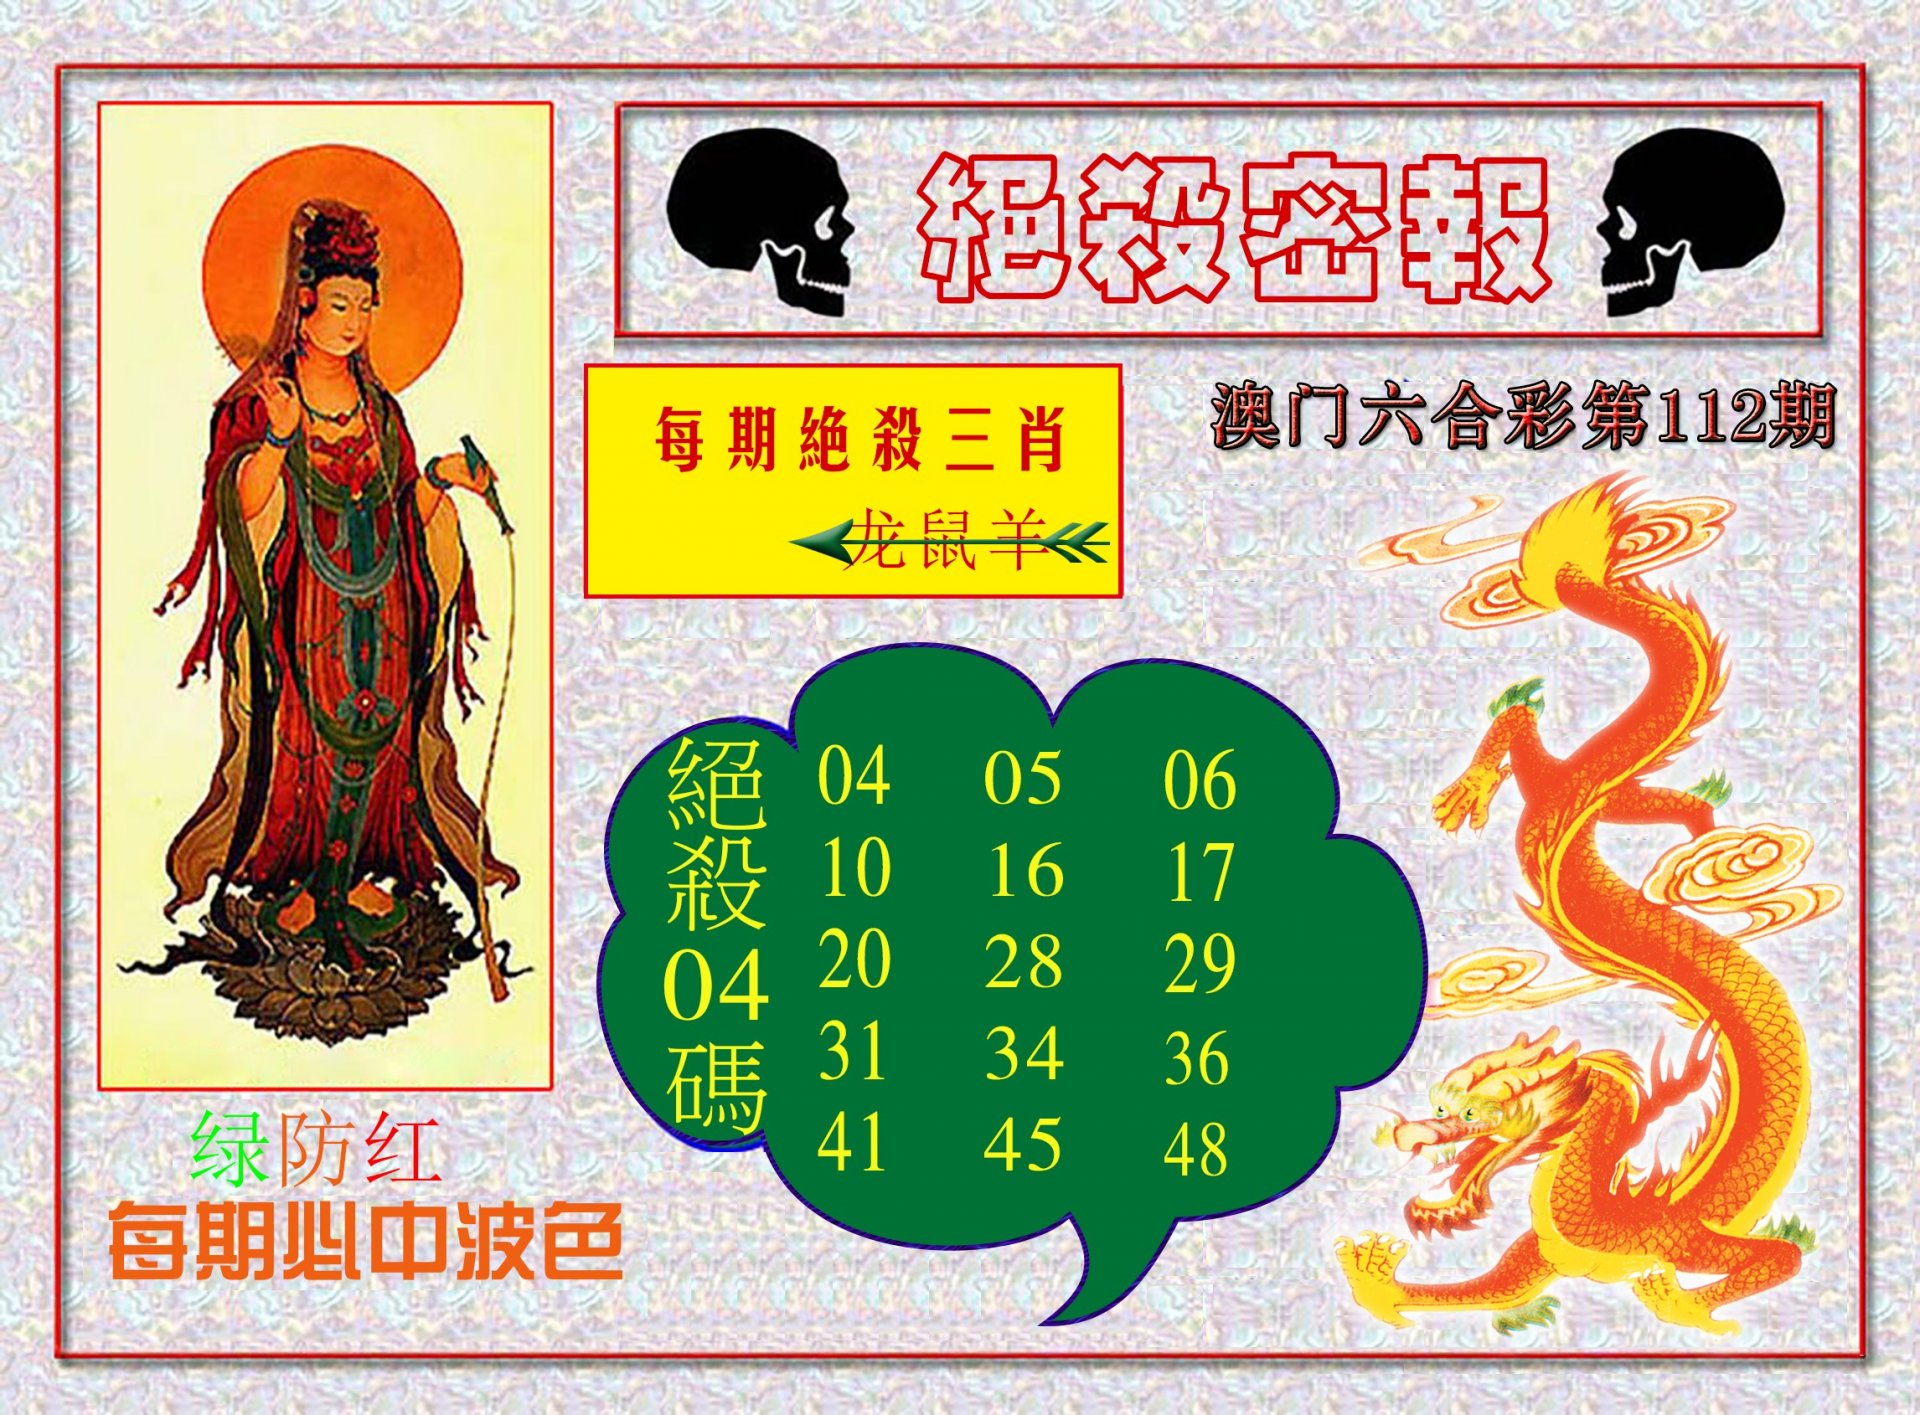 絕殺密報
每期絕殺三肖
龙鼠羊
澳门六合彩第112期
絕殺04碼
04 05 06
10 16 17
20 28 29
31 34 36
41 45 48
绿防红
每期必中波色